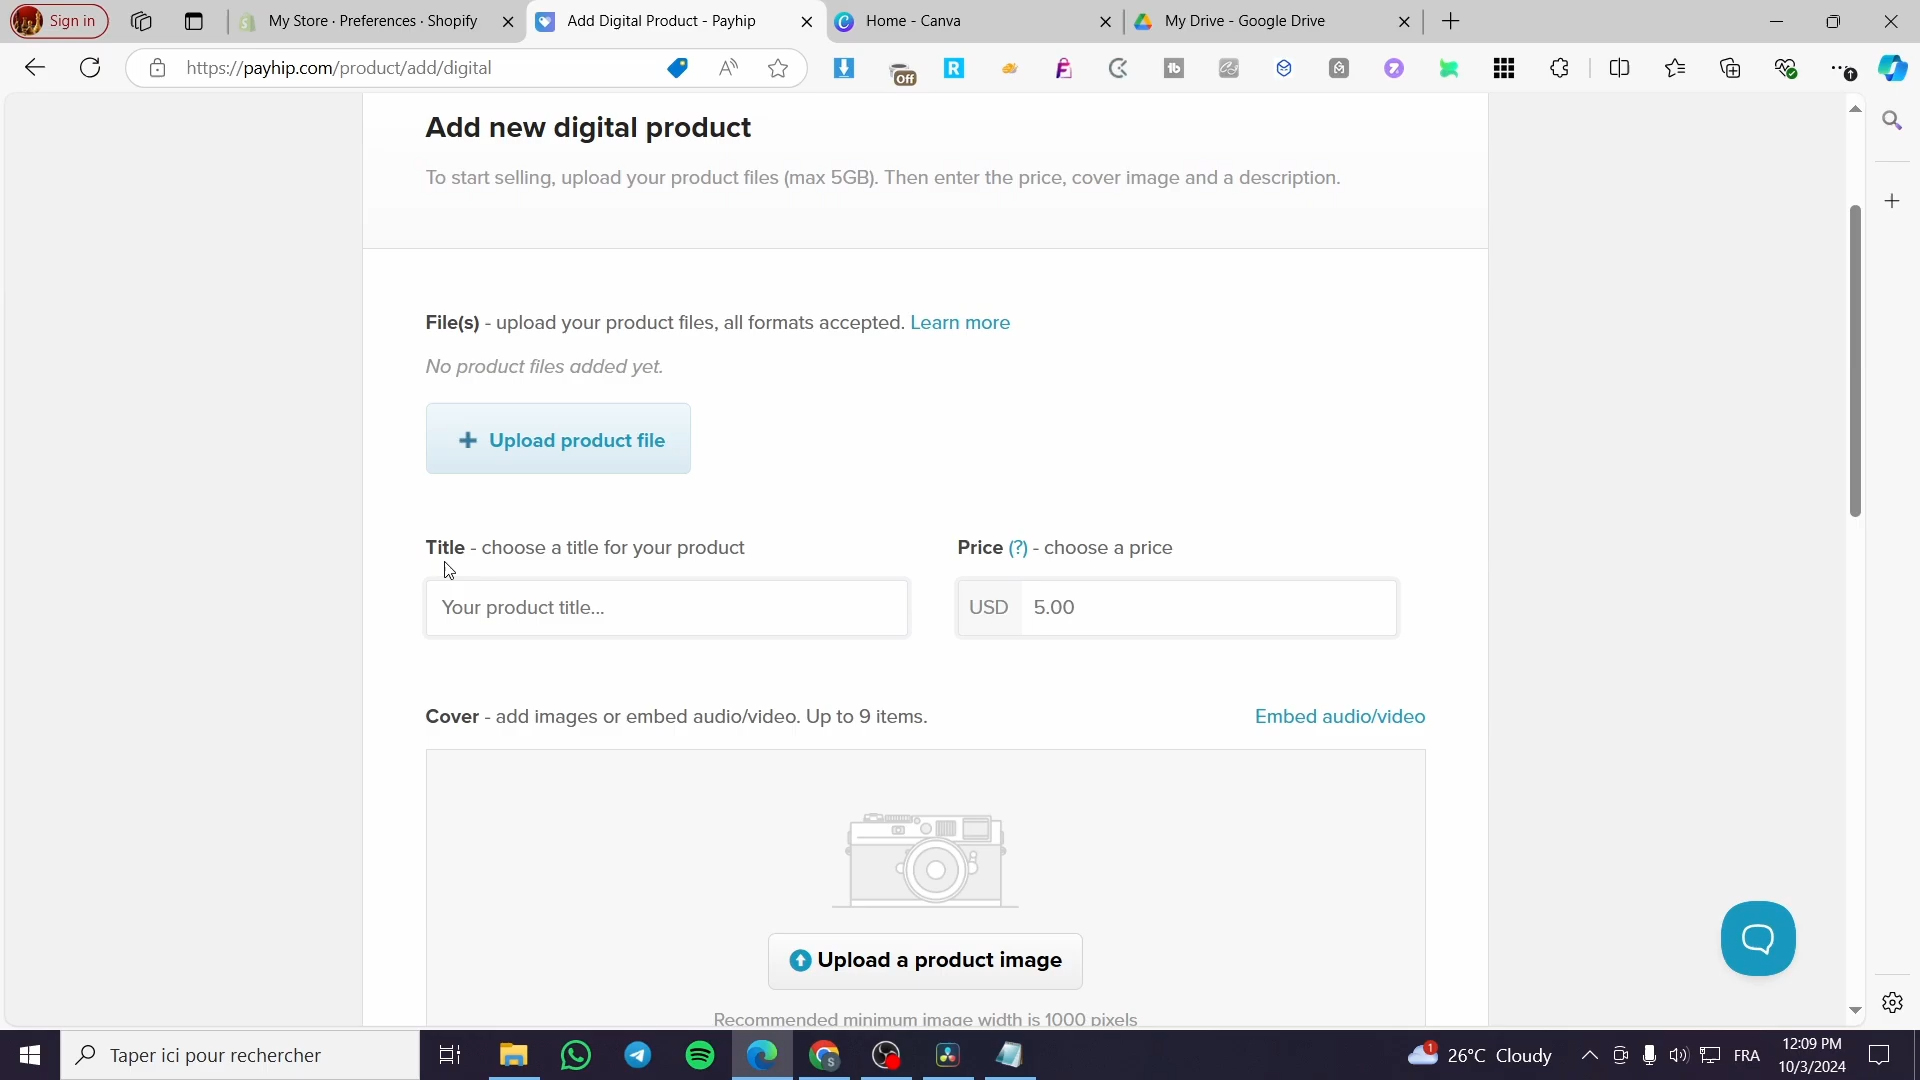 Sign in
My Store · Preferences · Shopify
Add Digital Product - Payhip
Home - Canva
My Drive - Google Drive
https://payhip.com/product/add/digital
Off
R
Add new digital product
To start selling, upload your product files (max 5GB). Then enter the price, cover image and a description.
File(s) - upload your product files, all formats accepted. Learn more
No product files added yet.
+ Upload product file
Title - choose a title for your product
Price (?) - choose a price
Your product title...
USD 5.00
Cover - add images or embed audio/video. Up to 9 items.
Embed audio/video
Upload a product image
Recommended minimum image width is 1000 pixels
Taper ici pour rechercher
1
26°C Cloudy
FRA
12:09 PM
10/3/2024